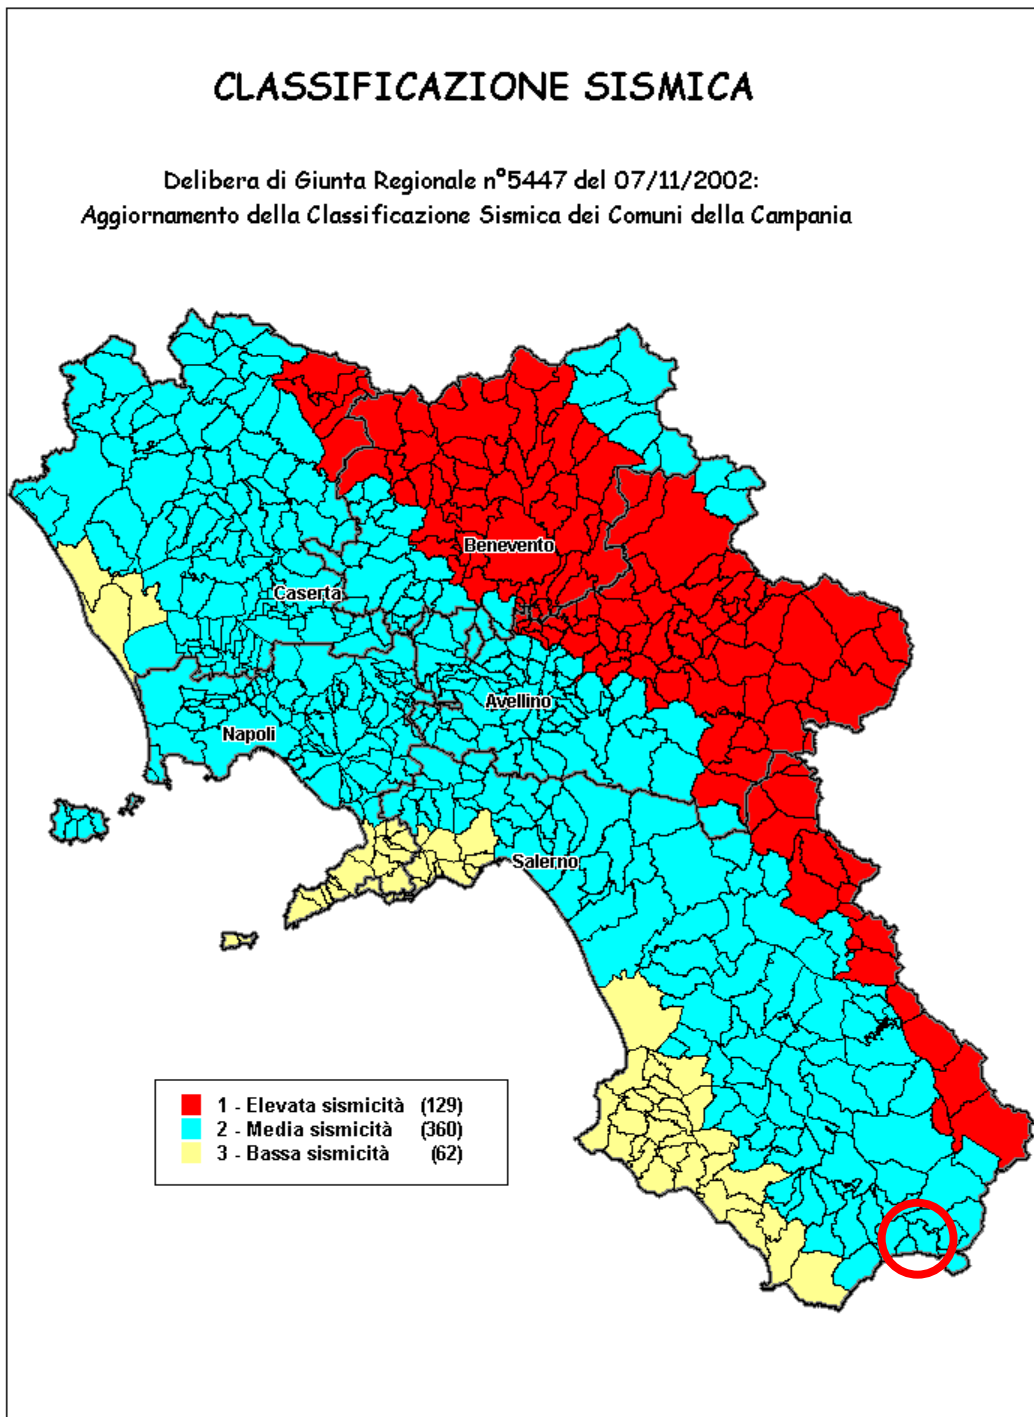 CLASSIFICAZIONE SISMICA
Delibera di Giunta Regionale n°5447 del 07/11/2002:
Aggiornamento della Classificazione Sismica dei Comuni della Campania
Benevento
Caserta
Avellino
Napoli
Salerno
1 - Elevata sismicità (129)
2 - Media sismicità (360)
3 - Bassa sismicità (62)